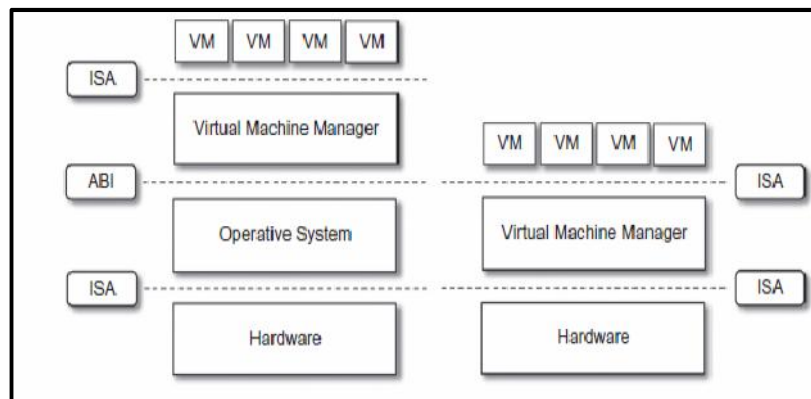 VM VM VM VM
ISA
Virtual Machine Manager
VM VM VM VM
ABI
ISA
Operative System
Virtual Machine Manager
ISA
ISA
Hardware
Hardware